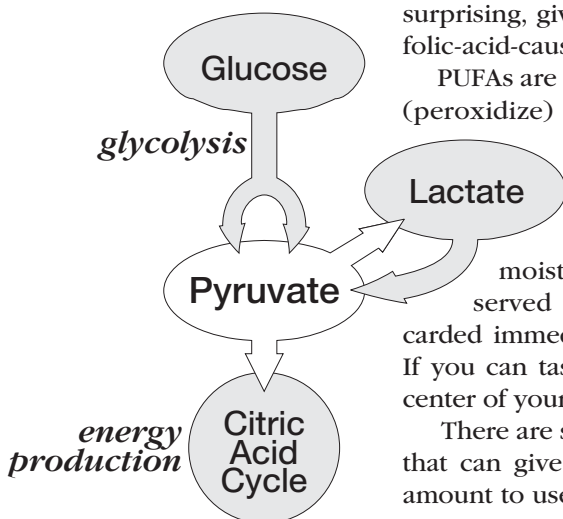 surprising, giv
folic-acid-caus
PUFAs are
(peroxidize)
Glucose
glycolysis
Lactate
Pyruvate
moist
served
carded immed
If you can tas
center of your
There are s
that can give
amount to use
energy
production
Citric
Acid
Cycle